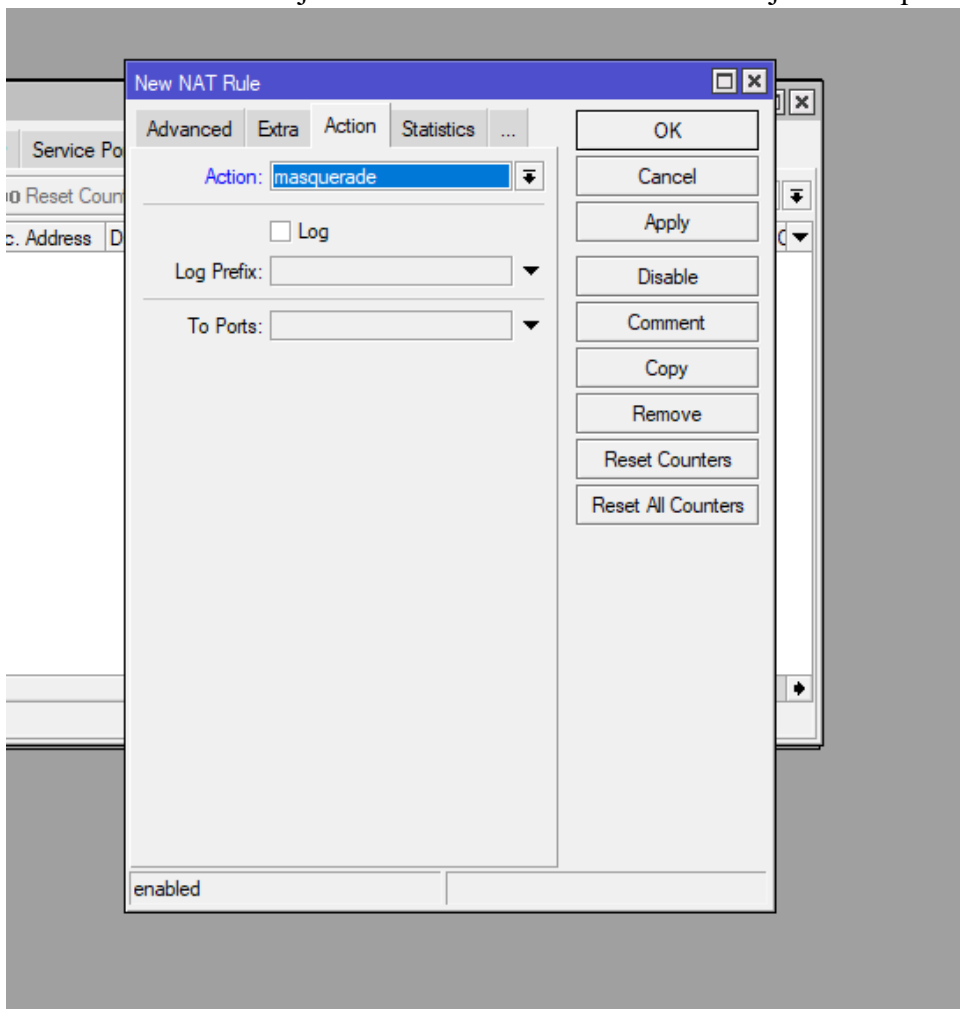 New NAT Rule
Advanced Extra Action Statistics ...
Service Po
Reset Coun
c. Address D
Action: masquerade
Log
Log Prefix:
To Ports:
OK
Cancel
Apply
Disable
Comment
Copy
Remove
Reset Counters
Reset All Counters
enabled